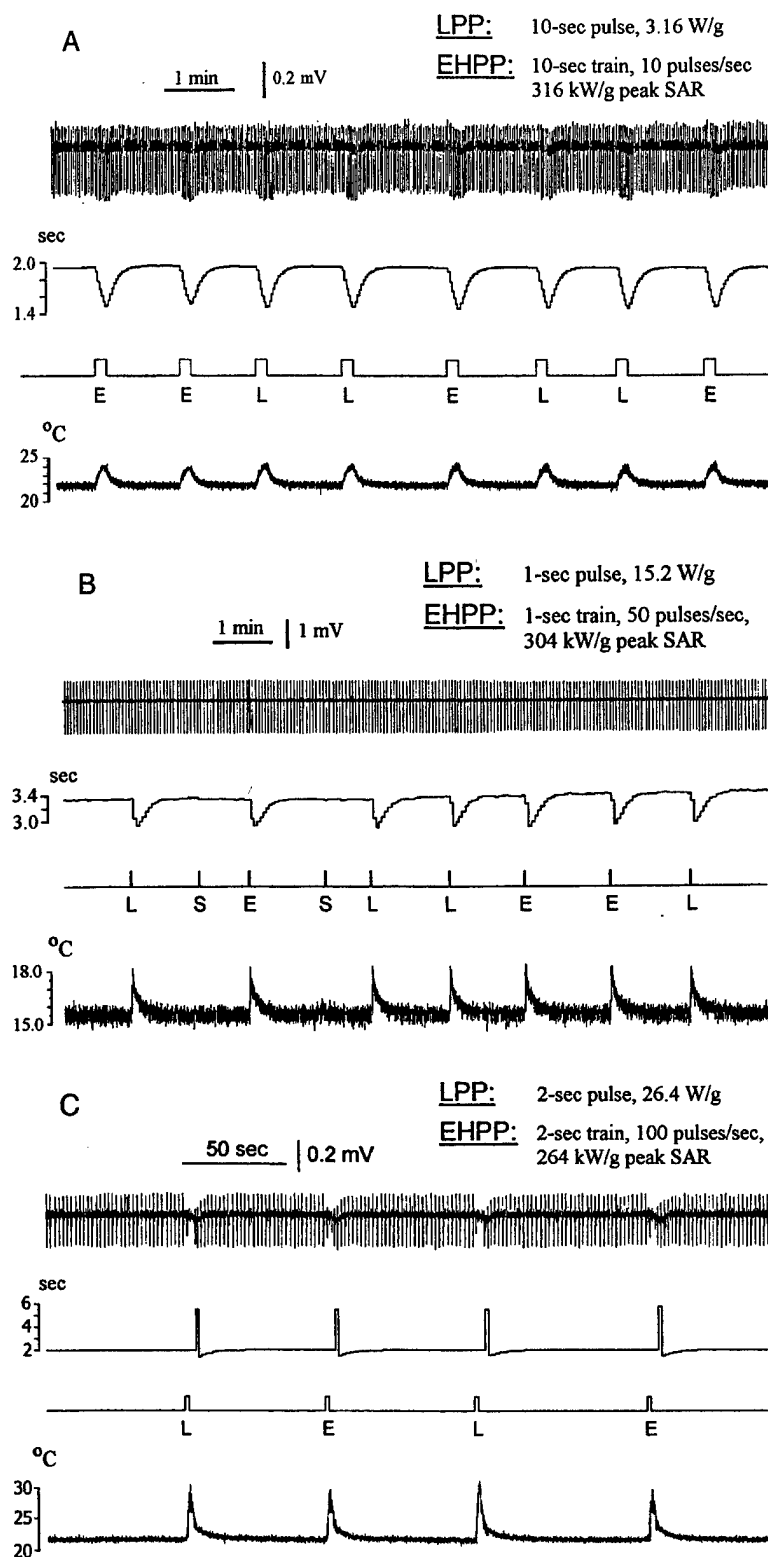 A
LPP: 10-sec pulse, 3.16 W/g
EHPP: 10-sec train, 10 pulses/sec
316 kW/g peak SAR
1 min 0.2 mV
sec
2.0
1.4
E E L L E L L E
°C
25
20
B
LPP: 1-sec pulse, 15.2 W/g
EHPP: 1-sec train, 50 pulses/sec,
304 kW/g peak SAR
1 min 1 mV
sec
3.4
3.0
L S E S L L E E L
°C
18.0
15.0
C
LPP: 2-sec pulse, 26.4 W/g
EHPP: 2-sec train, 100 pulses/sec,
264 kW/g peak SAR
50 sec 0.2 mV
sec
6
4
2
L E L E
°C
30
25
20